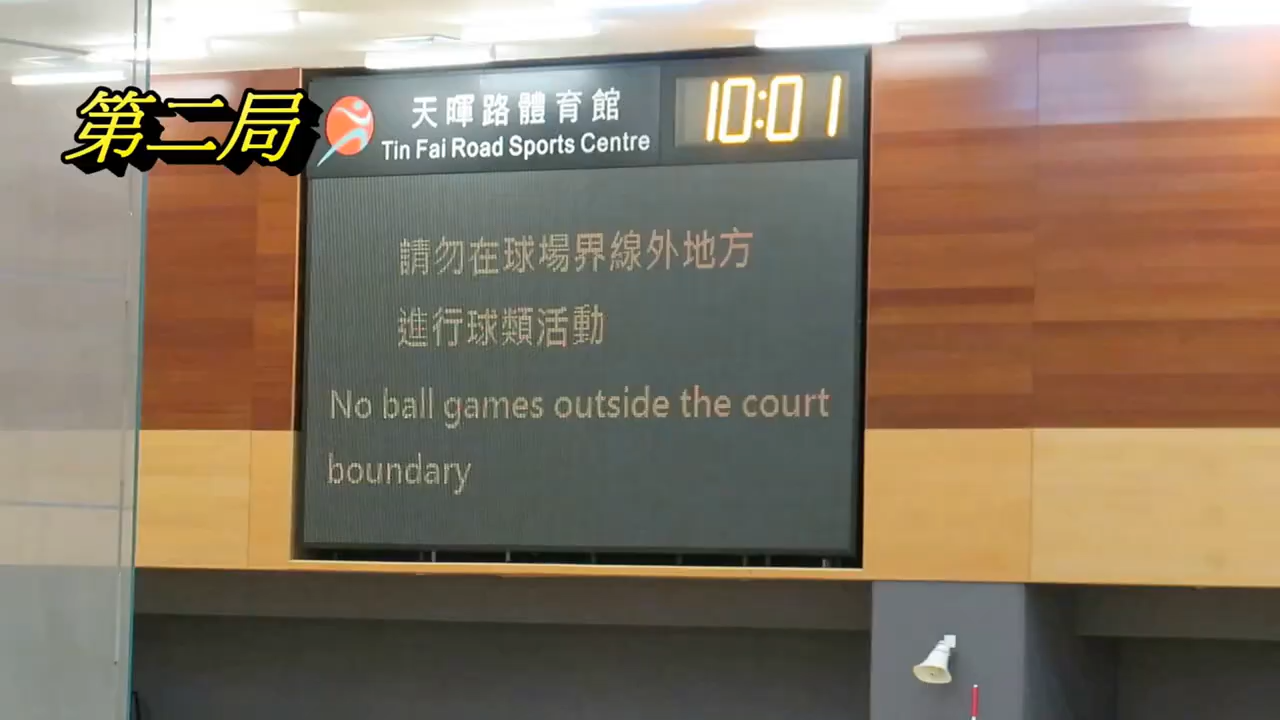 第二局
天暉路體育館
Tin Fai Road Sports Centre
10:01
請勿在球場界線外地方
進行球類活動
No ball games outside the court
boundary